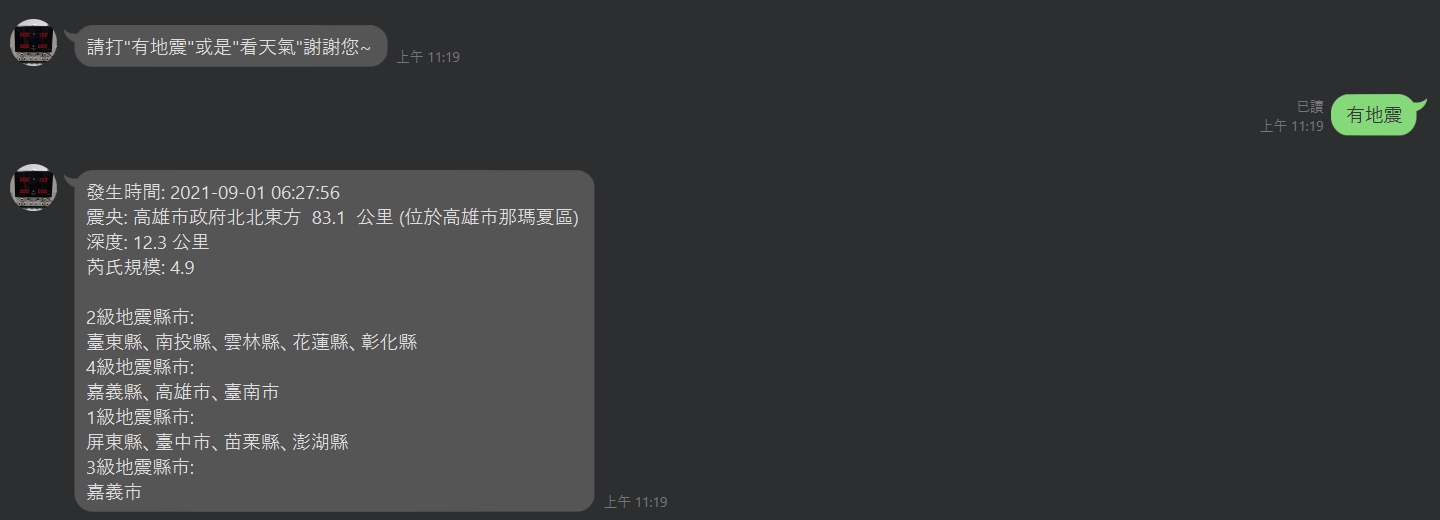 請打"有地震"或是"看天氣"謝謝您~
上午 11:19
已讀
上午 11:19
有地震
發生時間: 2021-09-01 06:27:56
震央: 高雄市政府北北東方 83.1 公里 (位於高雄市那瑪夏區)
深度: 12.3 公里
芮氏規模: 4.9
2級地震縣市:
臺東縣、南投縣、雲林縣、花蓮縣、彰化縣
4級地震縣市:
嘉義縣、高雄市、臺南市
1級地震縣市:
屏東縣、臺中市、苗栗縣、澎湖縣
3級地震縣市:
嘉義市
上午 11:19